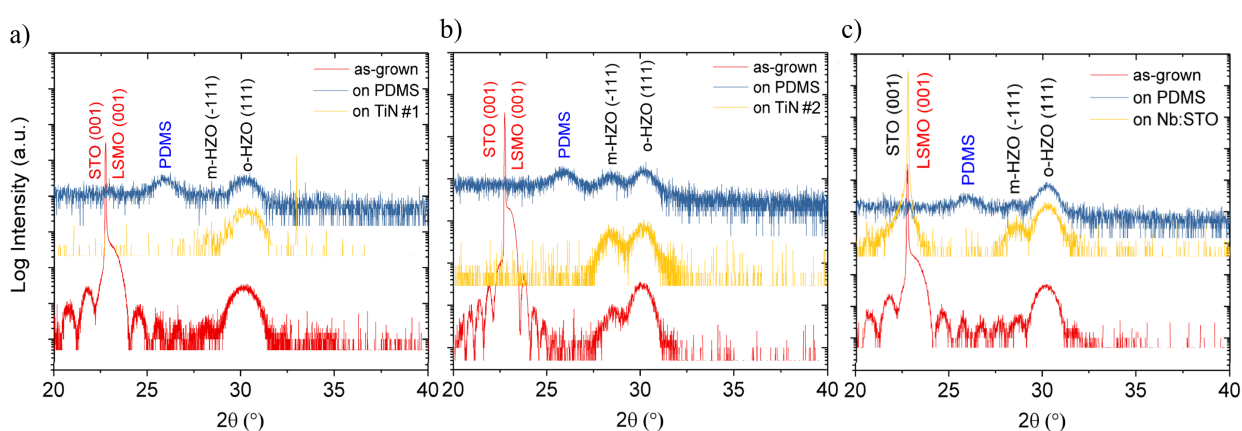 a)
as-grown
on PDMS
on TiN #1
STO (001)
LSMO (001)
PDMS
m-HZO (-111)
o-HZO (111)
Log Intensity (a.u.)
20 25 30 35 40
2θ (°)
b)
as-grown
on PDMS
on TiN #2
STO (001)
LSMO (001)
PDMS
m-HZO (-111)
o-HZO (111)
20 25 30 35 40
2θ (°)
c)
as-grown
on PDMS
on Nb:STO
STO (001)
LSMO (001)
PDMS
m-HZO (-111)
o-HZO (111)
20 25 30 35 40
2θ (°)